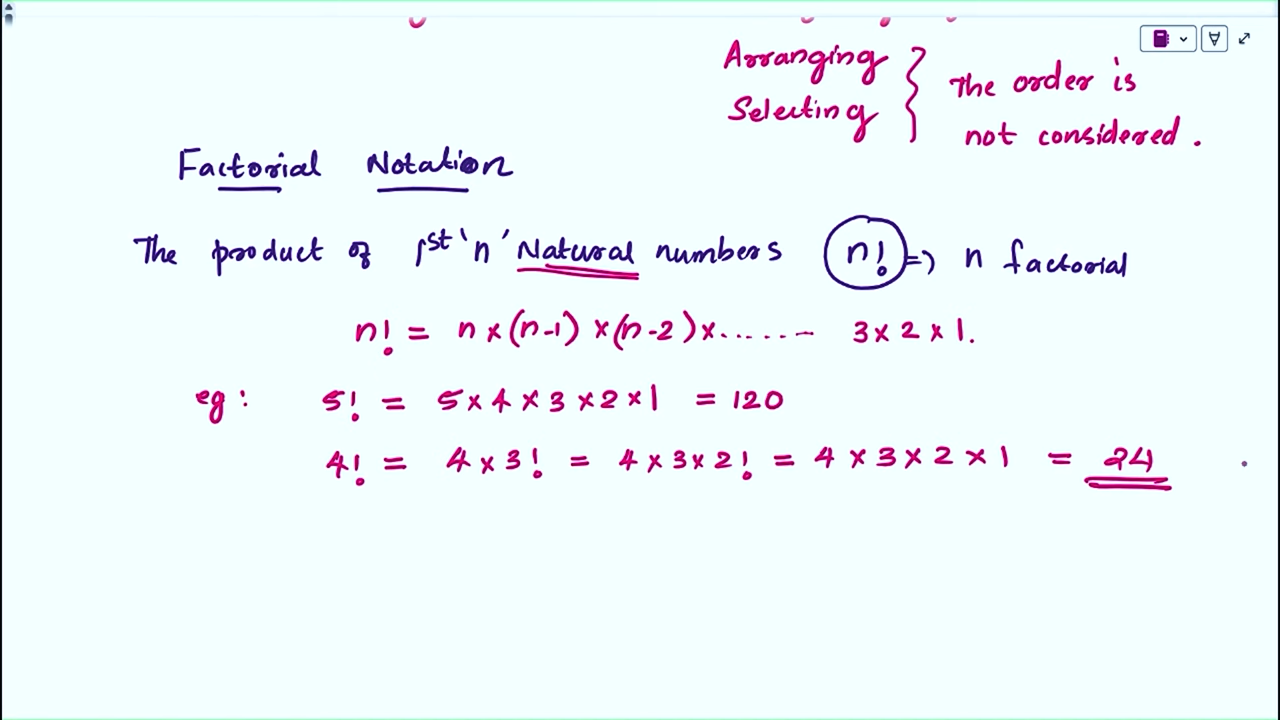 Arranging
Selecting
The order is
not considered.
Factorial Notation
The product of 1st 'n' Natural numbers n! => n factorial
n! = n × (n-1) × (n-2) × ...... - 3 × 2 × 1.
eg: 5! = 5 × 4 × 3 × 2 × 1 = 120
4! = 4 × 3! = 4 × 3 × 2! = 4 × 3 × 2 × 1 = 24